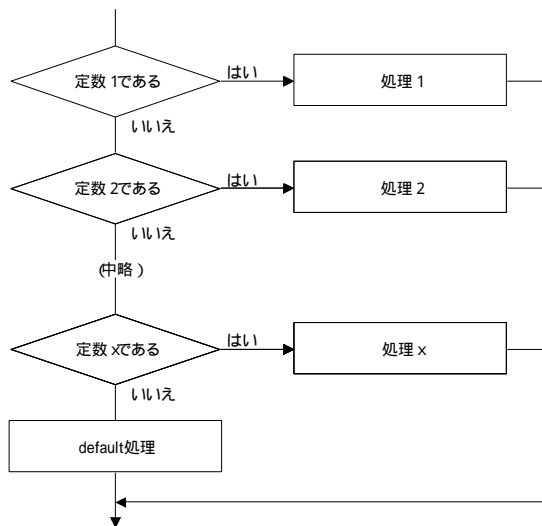 定数1である
はい
処理1
いいえ
定数2である
はい
処理2
いいえ
(中略)
定数xである
はい
処理x
いいえ
default処理